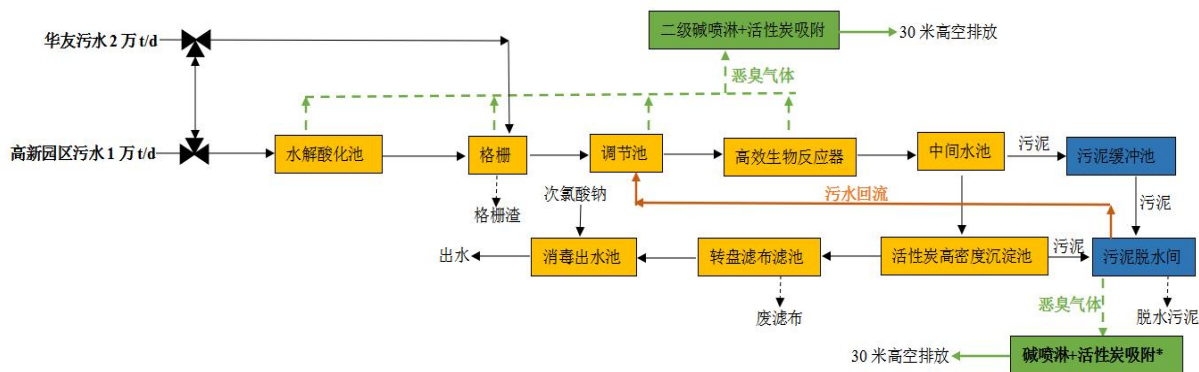 华友污水 2 万 t/d
二级碱喷淋+活性炭吸附
30 米高空排放
恶臭气体
高新园区污水 1 万 t/d
水解酸化池
格栅
调节池
高效生物反应器
中间水池
污泥
污泥缓冲池
格栅渣
次氯酸钠
污水回流
污泥
出水
消毒出水池
转盘滤布滤池
活性炭高密度沉淀池
污泥
污泥脱水间
废滤布
恶臭气体
脱水污泥
30 米高空排放
碱喷淋+活性炭吸附*